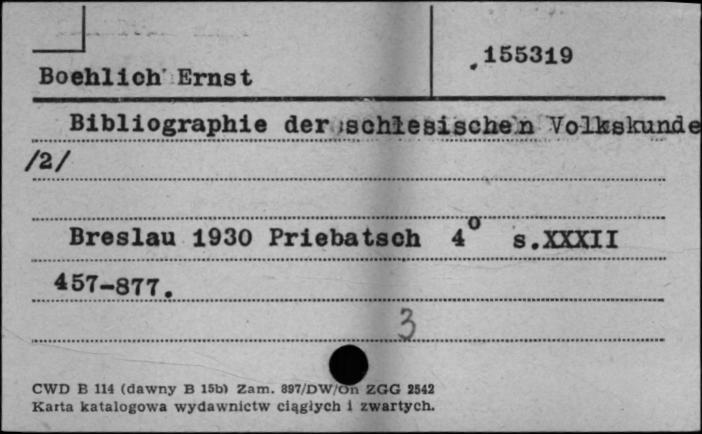 155319
Boehlich Ernst
Bibliographie der schlesischen Volkskunde
/2/
Breslau 1930 Priebatsch 4° s.XXXII
457-877.
3
CWD B 114 (dawny B 15b) Zam. 897/DW/On ZGG 2542
Karta katalogowa wydawnictw ciągłych i zwartych.